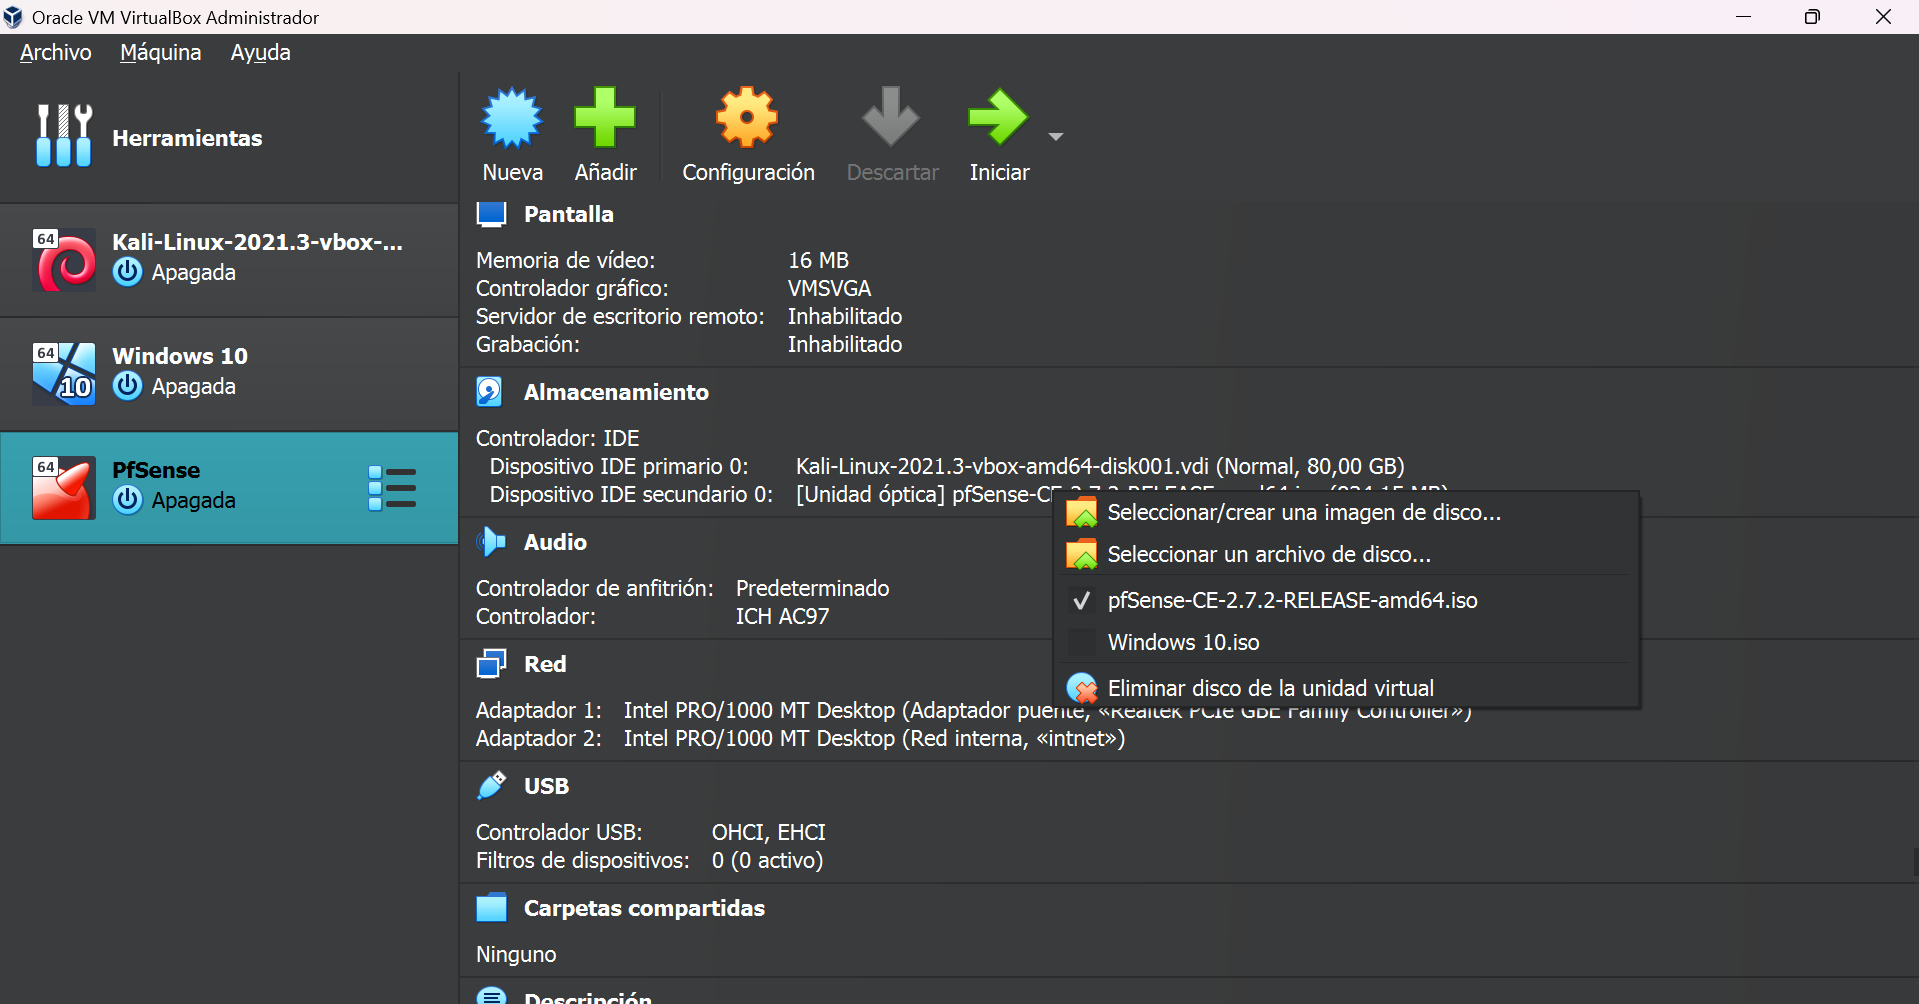 Oracle VM VirtualBox Administrador
Archivo Máquina Ayuda
Herramientas
64
Kali-Linux-2021.3-vbox-...
Apagada
64
10
Windows 10
Apagada
64
PfSense
Apagada
Nueva Añadir Configuración Descartar Iniciar
Pantalla
Memoria de vídeo: 16 MB
Controlador gráfico: VMSVGA
Servidor de escritorio remoto: Inhabilitado
Grabación: Inhabilitado
Almacenamiento
Controlador: IDE
Dispositivo IDE primario 0: Kali-Linux-2021.3-vbox-amd64-disk001.vdi (Normal, 80,00 GB)
Dispositivo IDE secundario 0: [Unidad óptica] pfSense-CE
Seleccionar/crear una imagen de disco...
Seleccionar un archivo de disco...
pfSense-CE-2.7.2-RELEASE-amd64.iso
Windows 10.iso
Eliminar disco de la unidad virtual
Audio
Controlador de anfitrión: Predeterminado
Controlador: ICH AC97
Red
Adaptador 1: Intel PRO/1000 MT Desktop (Adaptador puente, «Realtek PCIe GBE Family Controller»)
Adaptador 2: Intel PRO/1000 MT Desktop (Red interna, «intnet»)
USB
Controlador USB: OHCI, EHCI
Filtros de dispositivos: 0 (0 activo)
Carpetas compartidas
Ninguno
Descripción